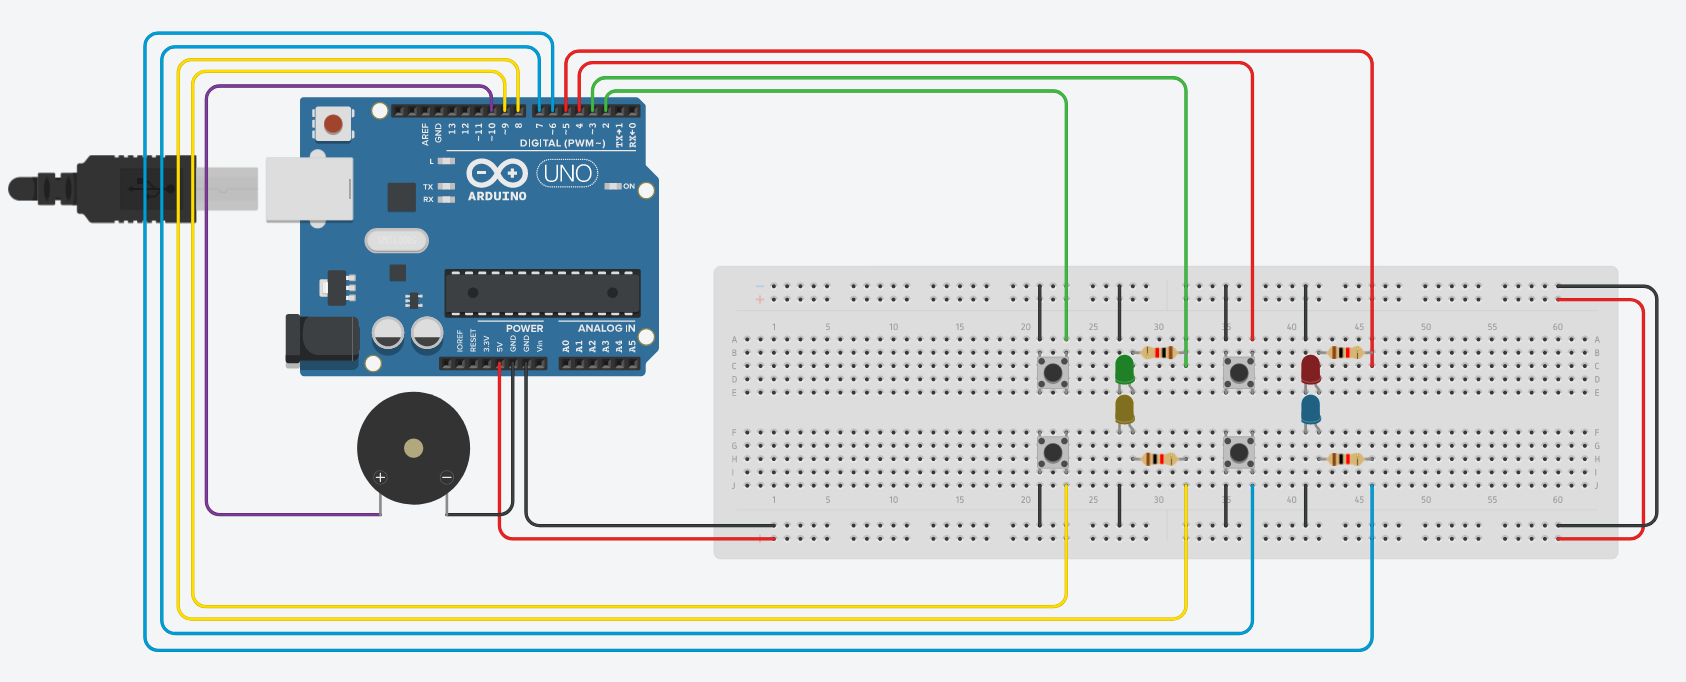 AREF GND 13 12 ~11 ~10 ~9 8 7 ~6 ~5 4 ~3 2 TX→1 RX←0
DIGITAL (PWM~)
L
TX
RX
UNO
ON
ARDUINO
POWER
ANALOG IN
IOREF RESET 3.3V 5V GND GND Vin A0 A1 A2 A3 A4 A5
+ −
− −
+
1 5 10 15 20 25 30 35 40 45 50 55 60
A A
B B
C C
D D
E E
F F
G G
H H
I I
J J
1 5 10 15 20 25 30 35 40 45 50 55 60